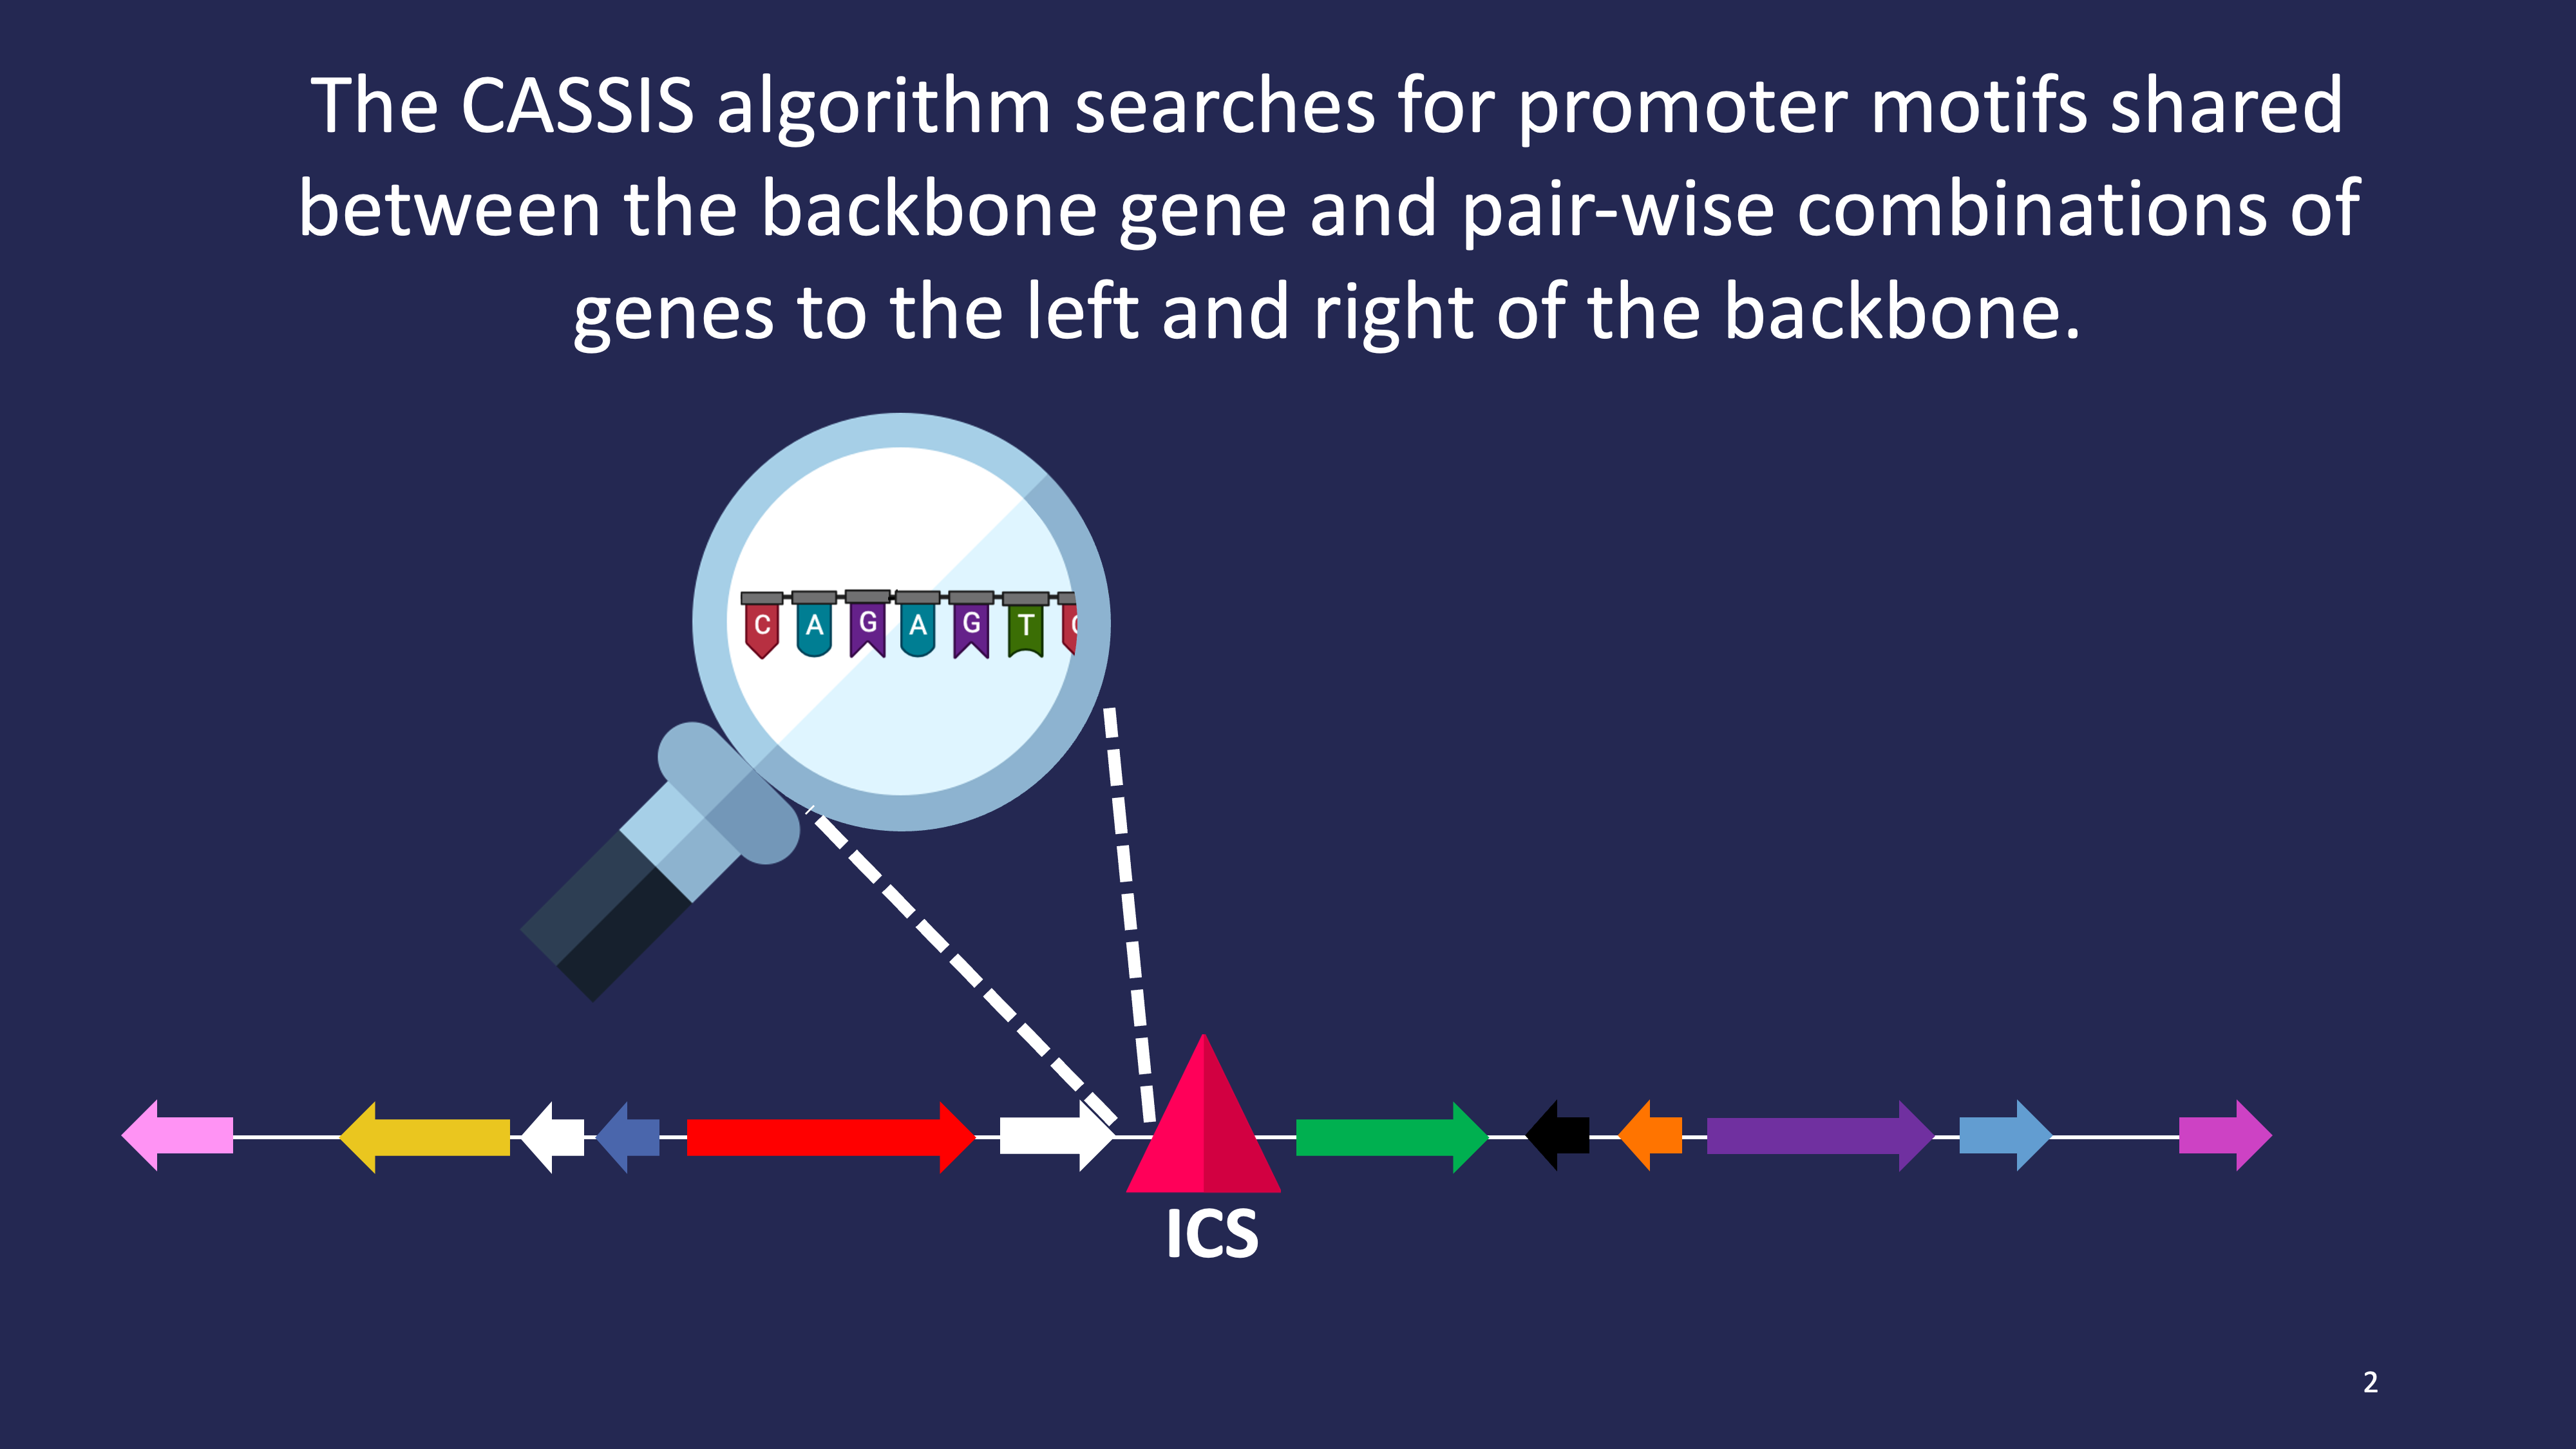 The CASSIS algorithm searches for promoter motifs shared
between the backbone gene and pair-wise combinations of
genes to the left and right of the backbone.
C A G A G T
ICS
2